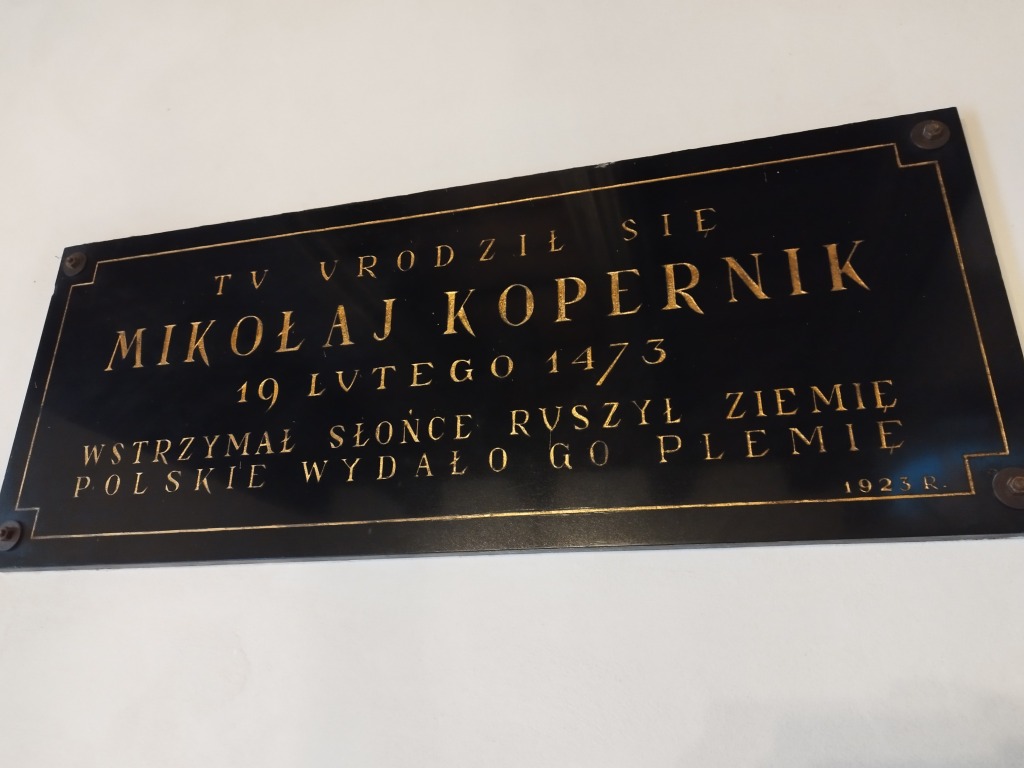 TV VRODZIŁ SIĘ
MIKOŁAJ KOPERNIK
19 LVTEGO 1473
WSTRZYMAŁ SŁOŃCE RVSZYŁ ZIEMIĘ
POLSKIE WYDAŁO GO PLEMIĘ
1923 R.